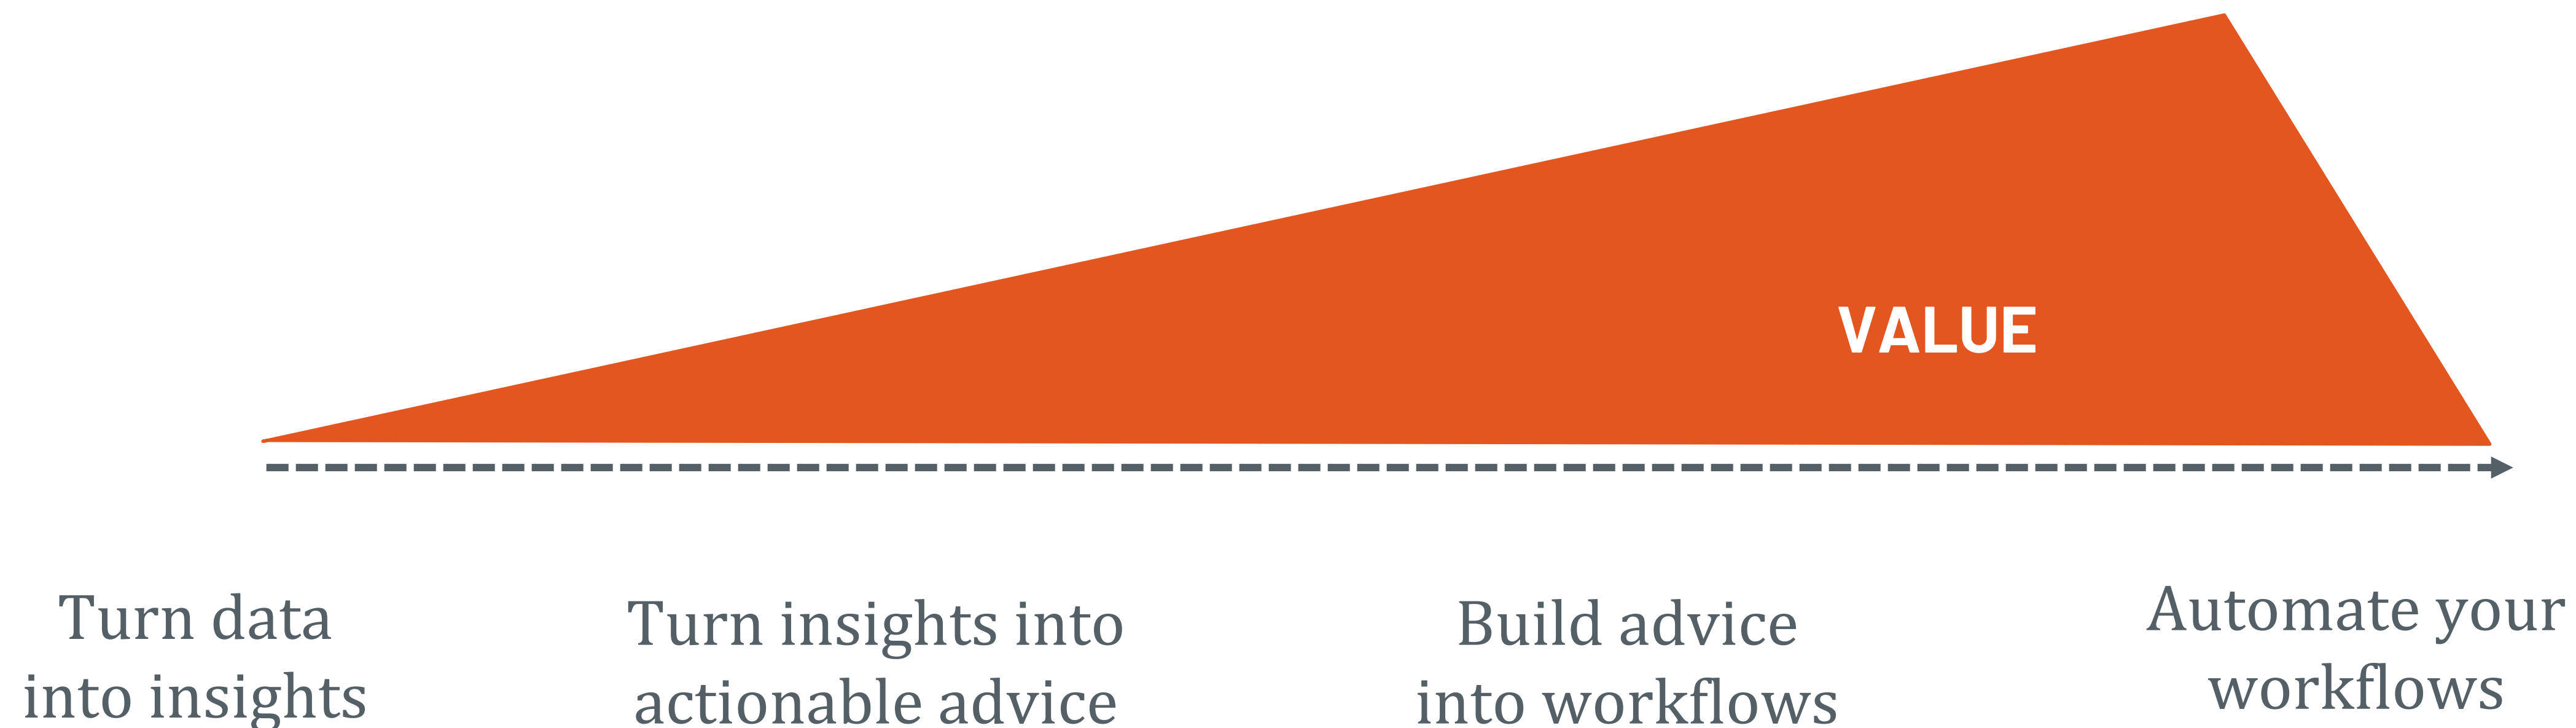 VALUE
Turn data
into insights
Turn insights into
actionable advice
Build advice
into workflows
Automate your
workflows